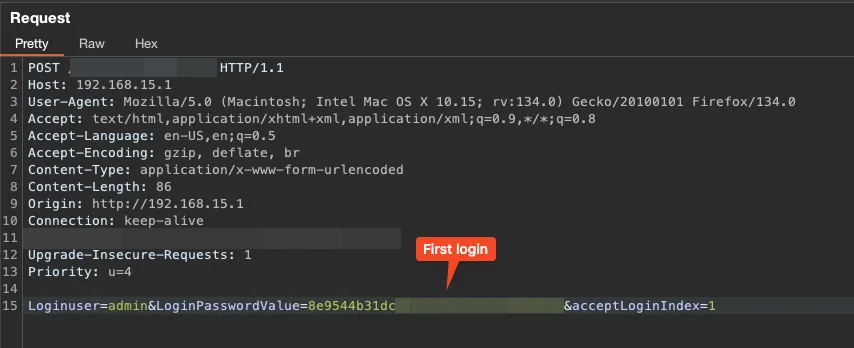 Request
Pretty Raw Hex
1 POST / HTTP/1.1
2 Host: 192.168.15.1
3 User-Agent: Mozilla/5.0 (Macintosh; Intel Mac OS X 10.15; rv:134.0) Gecko/20100101 Firefox/134.0
4 Accept: text/html,application/xhtml+xml,application/xml;q=0.9,*/*;q=0.8
5 Accept-Language: en-US,en;q=0.5
6 Accept-Encoding: gzip, deflate, br
7 Content-Type: application/x-www-form-urlencoded
8 Content-Length: 86
9 Origin: http://192.168.15.1
10 Connection: keep-alive
11
12 Upgrade-Insecure-Requests: 1
First login
13 Priority: u=4
14
15 Loginuser=admin&LoginPasswordValue=8e9544b31dc &acceptLoginIndex=1